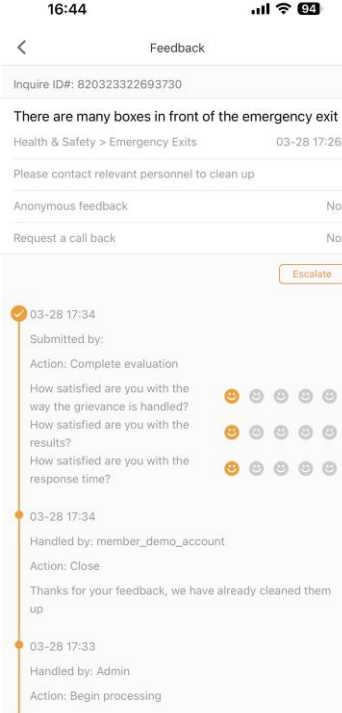 16:44
94
Feedback
Inquire ID#: 820323322693730
There are many boxes in front of the emergency exit
Health & Safety > Emergency Exits 03-28 17:26
Please contact relevant personnel to clean up
Anonymous feedback No
Request a call back No
Escalate
03-28 17:34
Submitted by:
Action: Complete evaluation
How satisfied are you with the
way the grievance is handled?
How satisfied are you with the
results?
How satisfied are you with the
response time?
03-28 17:34
Handled by: member_demo_account
Action: Close
Thanks for your feedback, we have already cleaned them
up
03-28 17:33
Handled by: Admin
Action: Begin processing